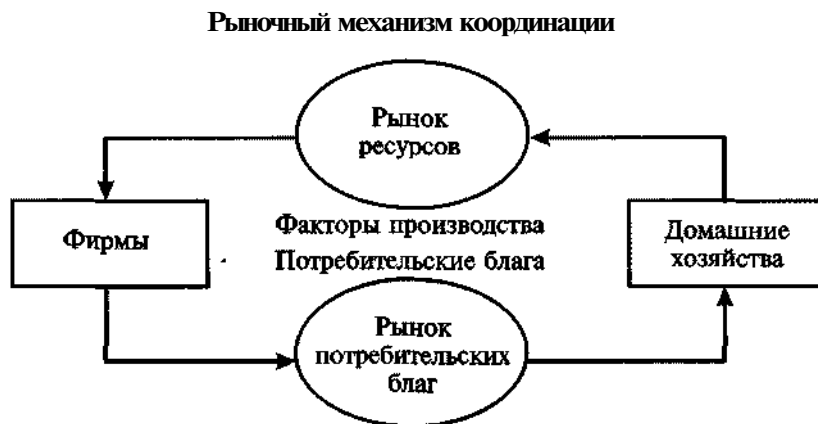 Рыночный механизм координации
Рынок
ресурсов
Фирмы
Факторы производства
Потребительские блага
Домашние
хозяйства
Рынок
потребительских
благ